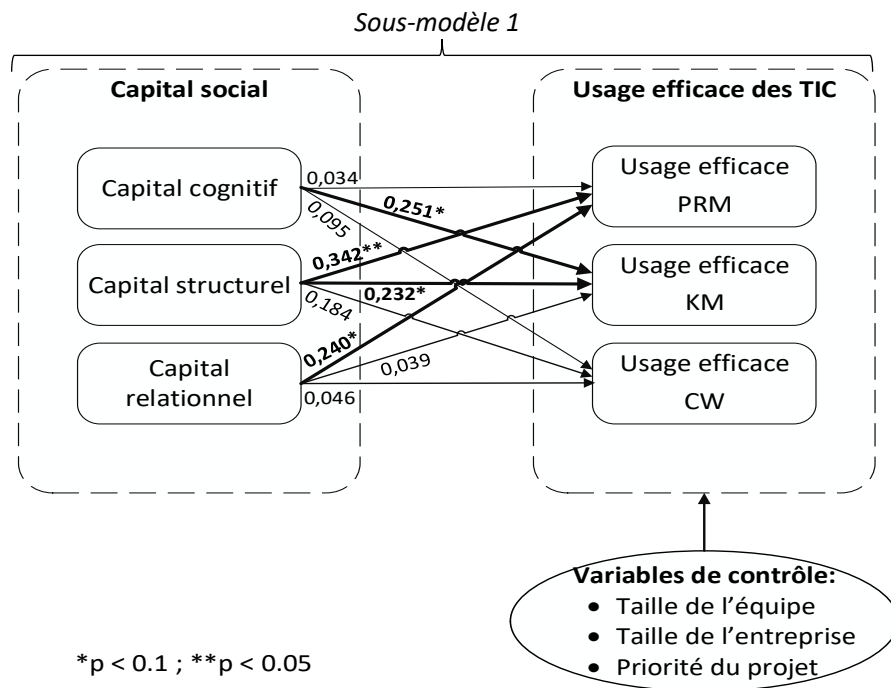 Sous-modèle 1
Capital social
Usage efficace des TIC
Capital cognitif
Capital structurel
Capital
relationnel
0,034
0,251*
0,095
0,342**
0,232*
0,184
0,240*
0,039
0,046
Usage efficace
PRM
Usage efficace
KM
Usage efficace
CW
Variables de contrôle:
• Taille de l’équipe
• Taille de l’entreprise
• Priorité du projet
*p < 0.1 ; **p < 0.05